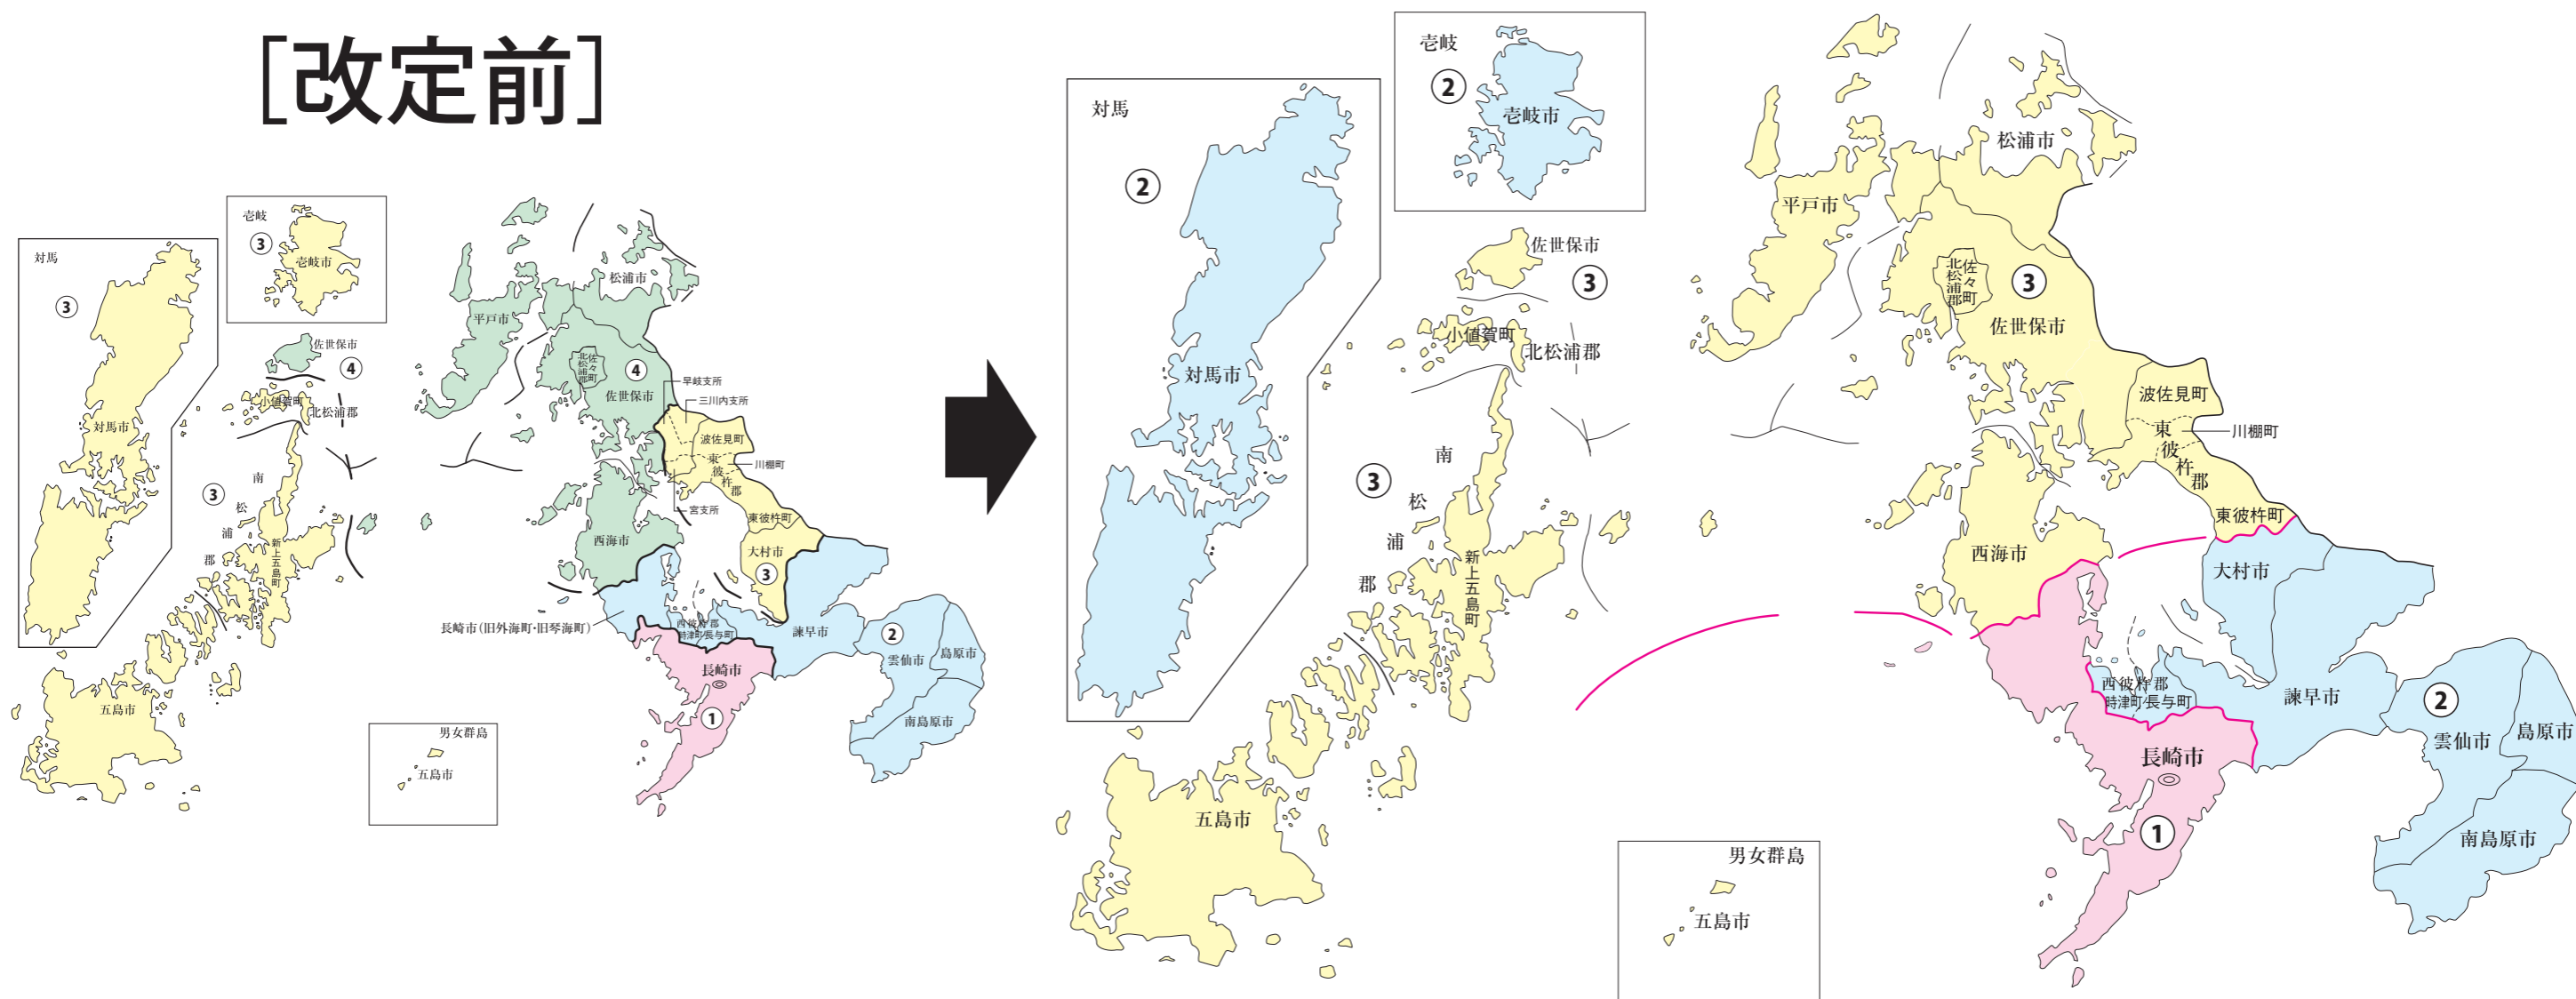 [改定前]
対馬
③
対馬市
壱岐
③
壱岐市
佐世保市
④
小値賀町
北松浦郡
③
南松浦郡
新上五島町
五島市
男女群島
五島市
松浦市
平戸市
北松浦郡
佐々町
④
佐世保市
早岐支所
三川内支所
波佐見町
東彼杵郡
川棚町
宮支所
東彼杵町
西海市
大村市
③
長崎市(旧外海町・旧琴海町)
西彼杵郡
時津町
長与町
諫早市
②
雲仙市
島原市
南島原市
長崎市
①
対馬
②
対馬市
壱岐
②
壱岐市
佐世保市
③
小値賀町
北松浦郡
③
南松浦郡
新上五島町
五島市
男女群島
五島市
松浦市
平戸市
北松浦郡
佐々町
③
佐世保市
波佐見町
東彼杵郡
川棚町
東彼杵町
西海市
大村市
西彼杵郡
時津町
長与町
諫早市
②
雲仙市
島原市
南島原市
長崎市
①